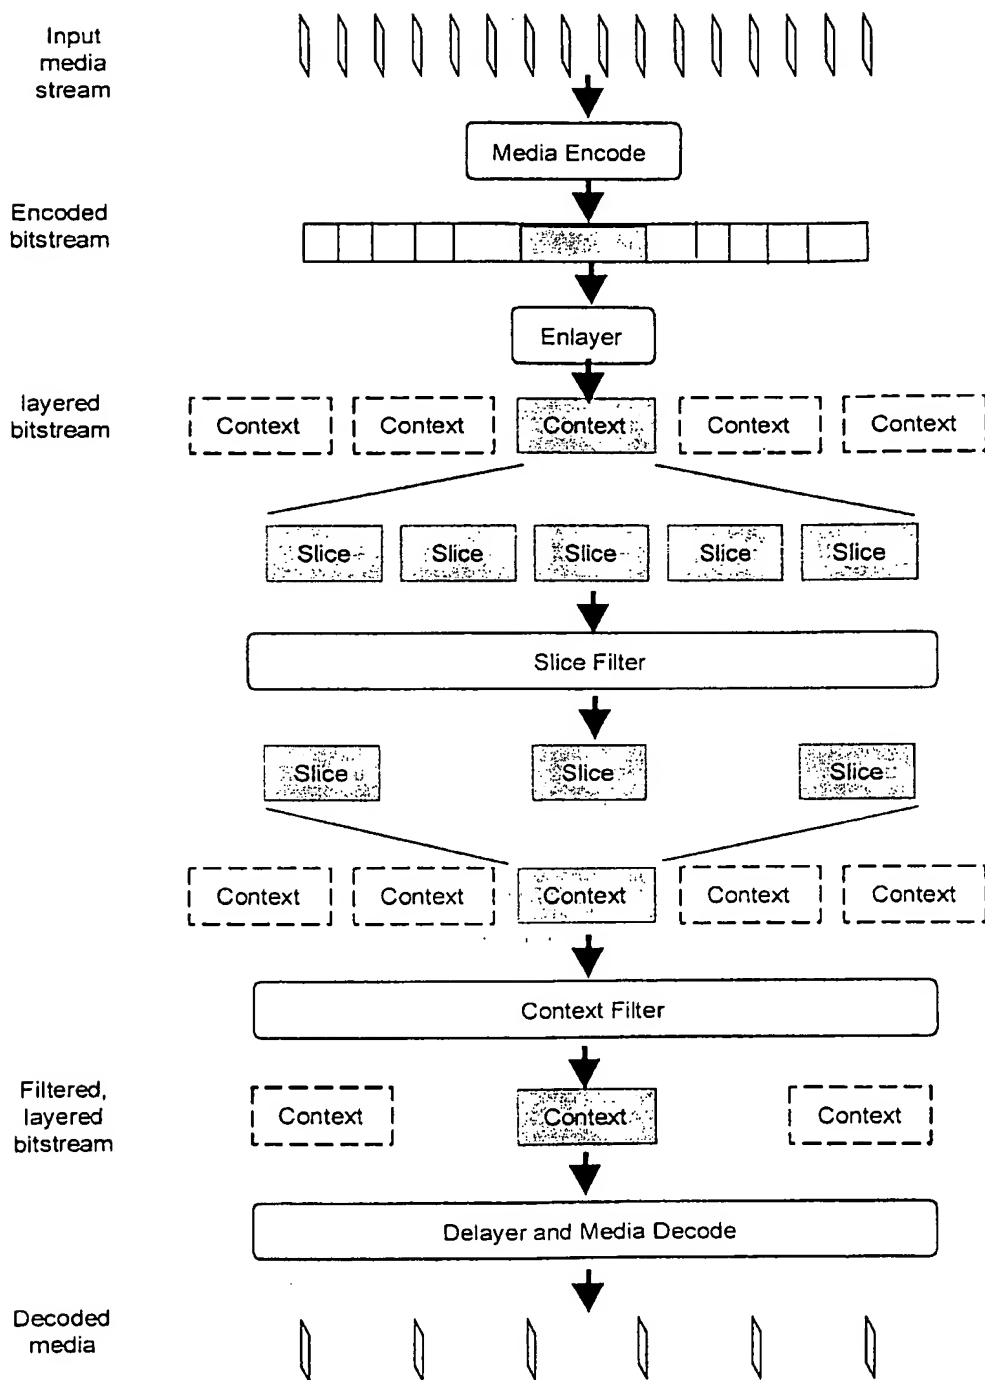 Input
media
stream
Media Encode
Encoded
bitstream
Enlayer
layered
bitstream
Context Context Context Context Context
Slice Slice Slice Slice Slice
Slice Filter
Slice Slice Slice
Context Context Context Context Context
Context Filter
Filtered,
layered
bitstream
Context Context Context
Delayer and Media Decode
Decoded
media